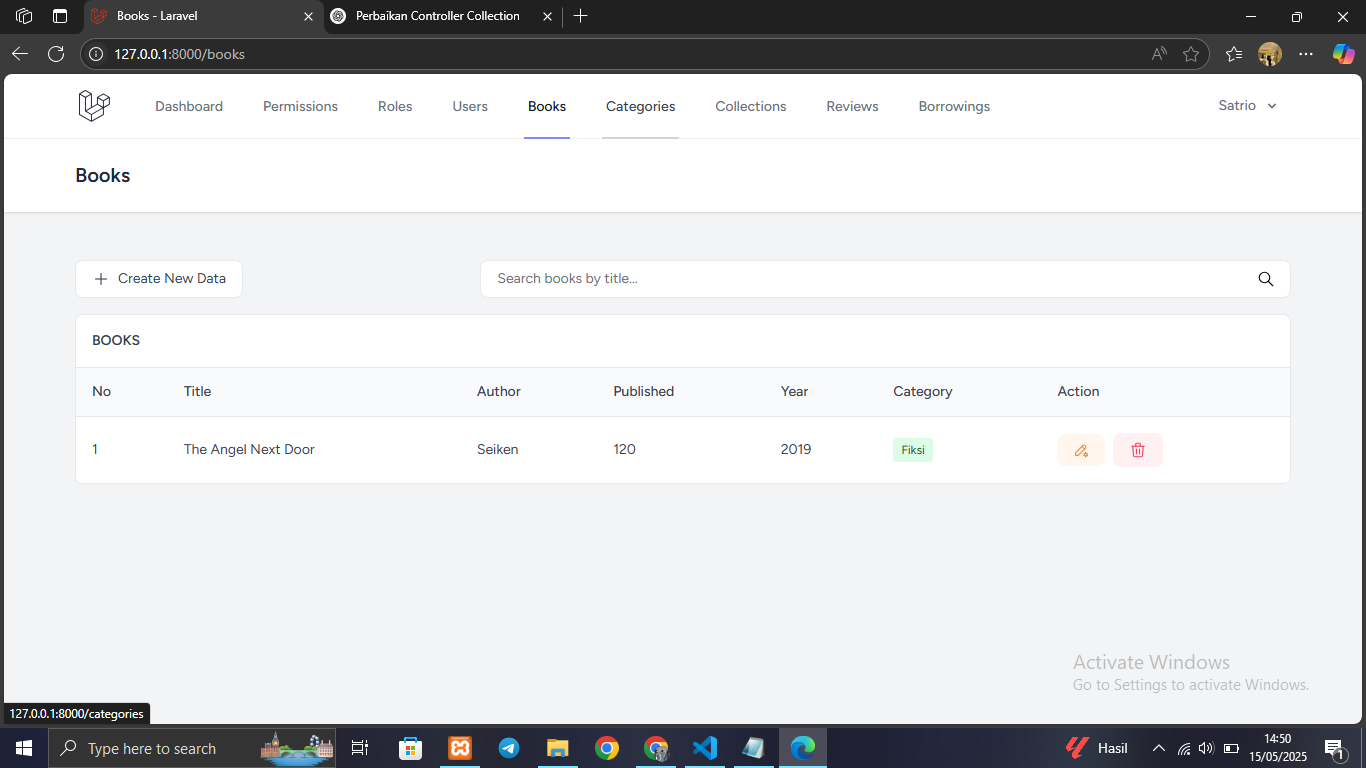 Books - Laravel
Perbaikan Controller Collection
127.0.0.1:8000/books
Dashboard Permissions Roles Users Books Categories Collections Reviews Borrowings Satrio
Books
Create New Data
Search books by title...
BOOKS
No Title Author Published Year Category Action
1 The Angel Next Door Seiken 120 2019 Fiksi
Activate Windows
Go to Settings to activate Windows.
127.0.0.1:8000/categories
Type here to search
Hasil
14:50
15/05/2025
1